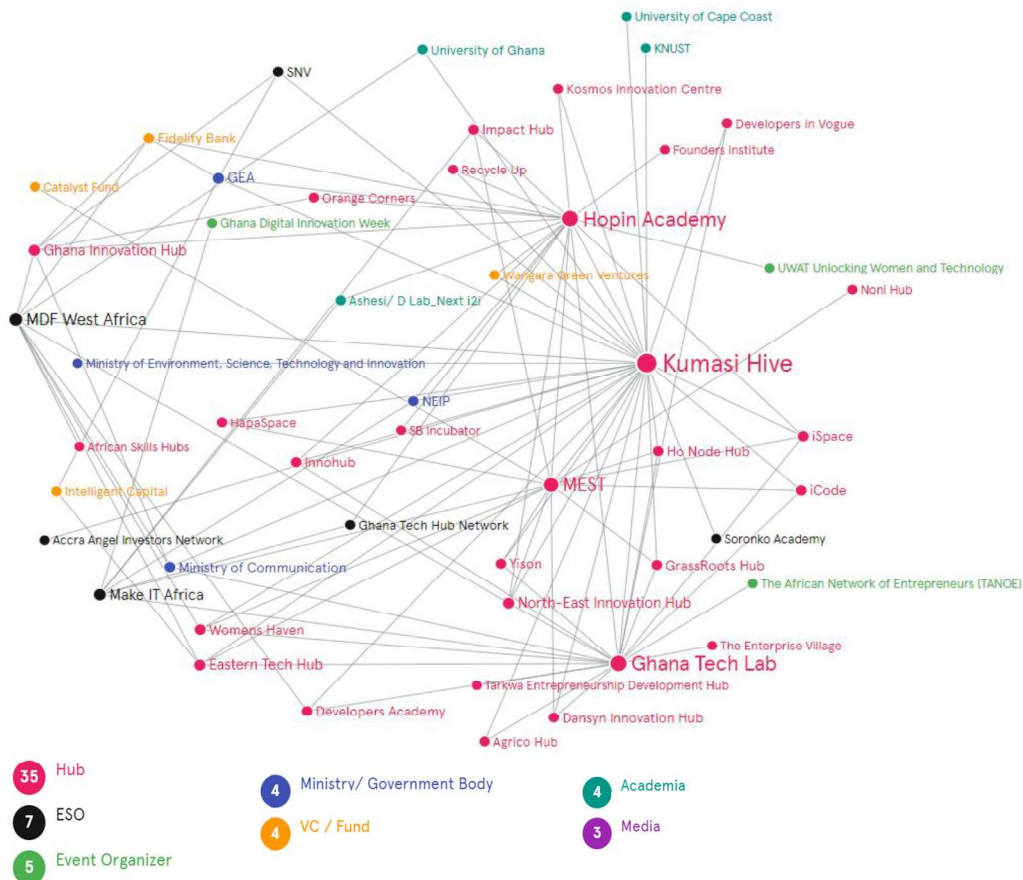 University of Cape Coast
University of Ghana
KNUST
SNV
Kosmos Innovation Centre
Developers in Vogue
Impact Hub
Fidelity Bank
Founders Institute
Recycle Up
GEA
Catalyst Fund
Orange Corners
Hopin Academy
Ghana Digital Innovation Week
Ghana Innovation Hub
UWAT Unlocking Women and Technology
Wangara Green Ventures
Noni Hub
Ashesi/ D Lab_Next i2i
MDF West Africa
Ministry of Environment, Science, Technology and Innovation
Kumasi Hive
NEIP
HapaSpace
SB Incubator
iSpace
African Skills Hubs
Ho Node Hub
Innohub
MEST
Intelligent Capital
iCode
Ghana Tech Hub Network
Accra Angel Investors Network
Soronko Academy
Ministry of Communication
Yison
GrassRoots Hub
The African Network of Entrepreneurs (TANOE)
Make IT Africa
North-East Innovation Hub
Womens Haven
The Enterprise Village
Eastern Tech Hub
Ghana Tech Lab
Tarkwa Entrepreneurship Development Hub
Developers Academy
Dansyn Innovation Hub
Agrico Hub
35 Hub
7 ESO
5 Event Organizer
4 Ministry/ Government Body
4 VC / Fund
4 Academia
3 Media